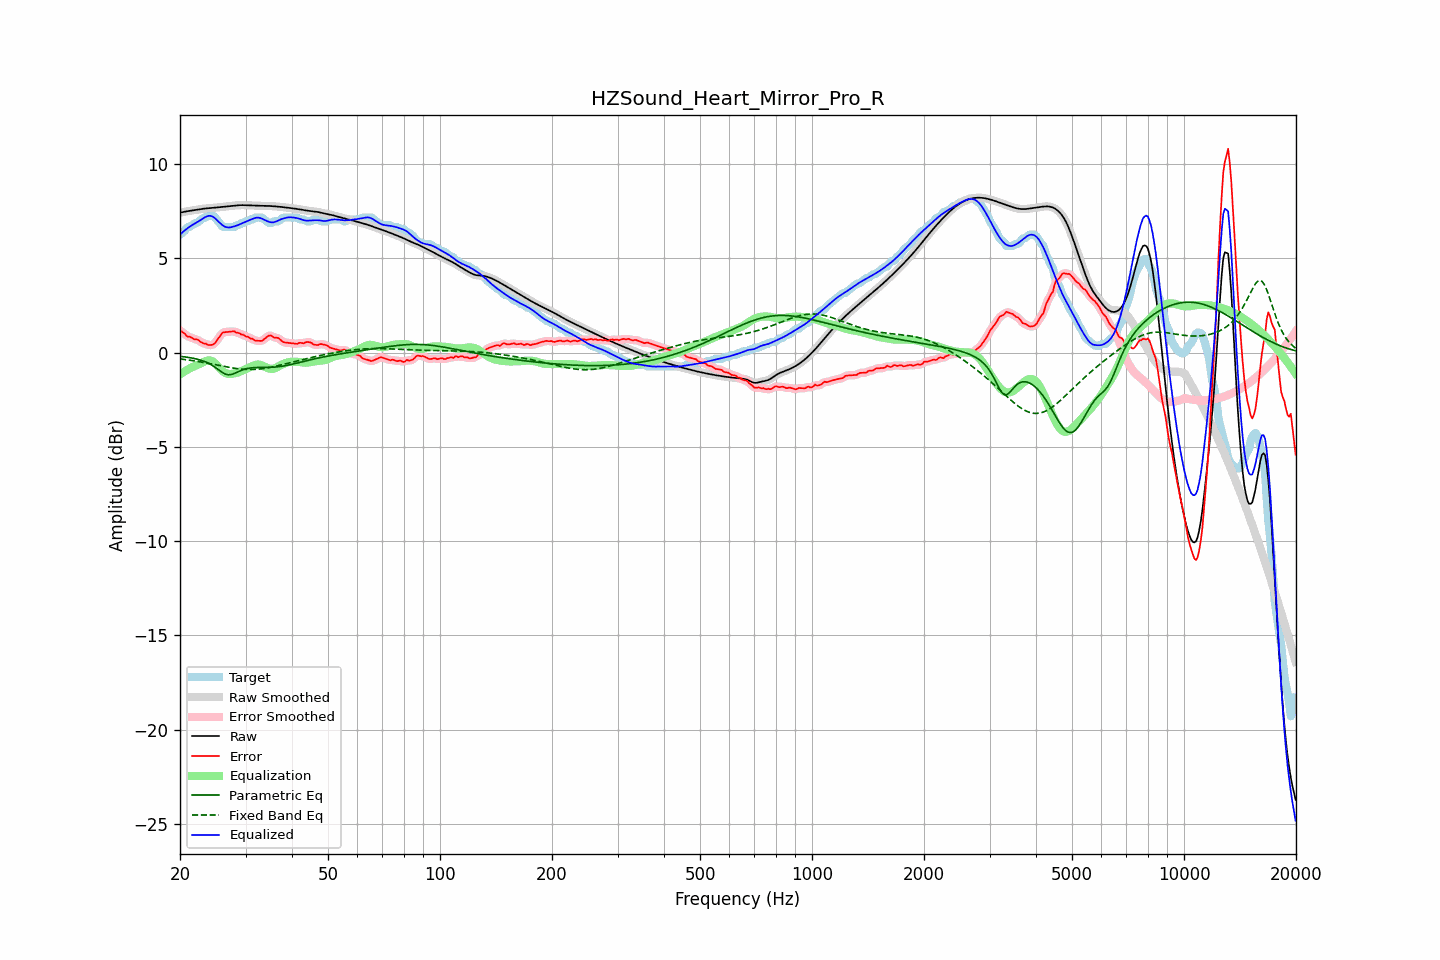 HZSound_Heart_Mirror_Pro_R
Amplitude (dBr)
10
5
0
−5
−10
−15
−20
−25
Target
Raw Smoothed
Error Smoothed
Raw
Error
Equalization
Parametric Eq
Fixed Band Eq
Equalized
20 50 100 200 500 1000 2000 5000 10000 20000
Frequency (Hz)